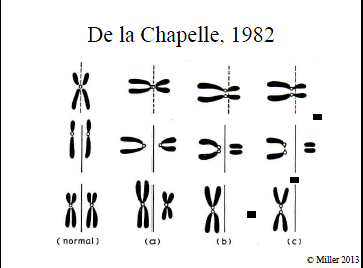 De la Chapelle, 1982
(normal) (a) (b) (c)
© Miller 2013